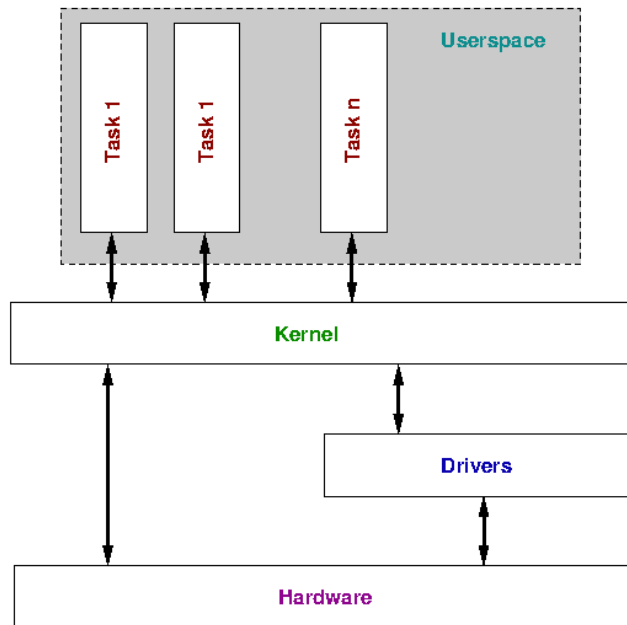 Userspace
Task 1
Task 1
Task n
Kernel
Drivers
Hardware